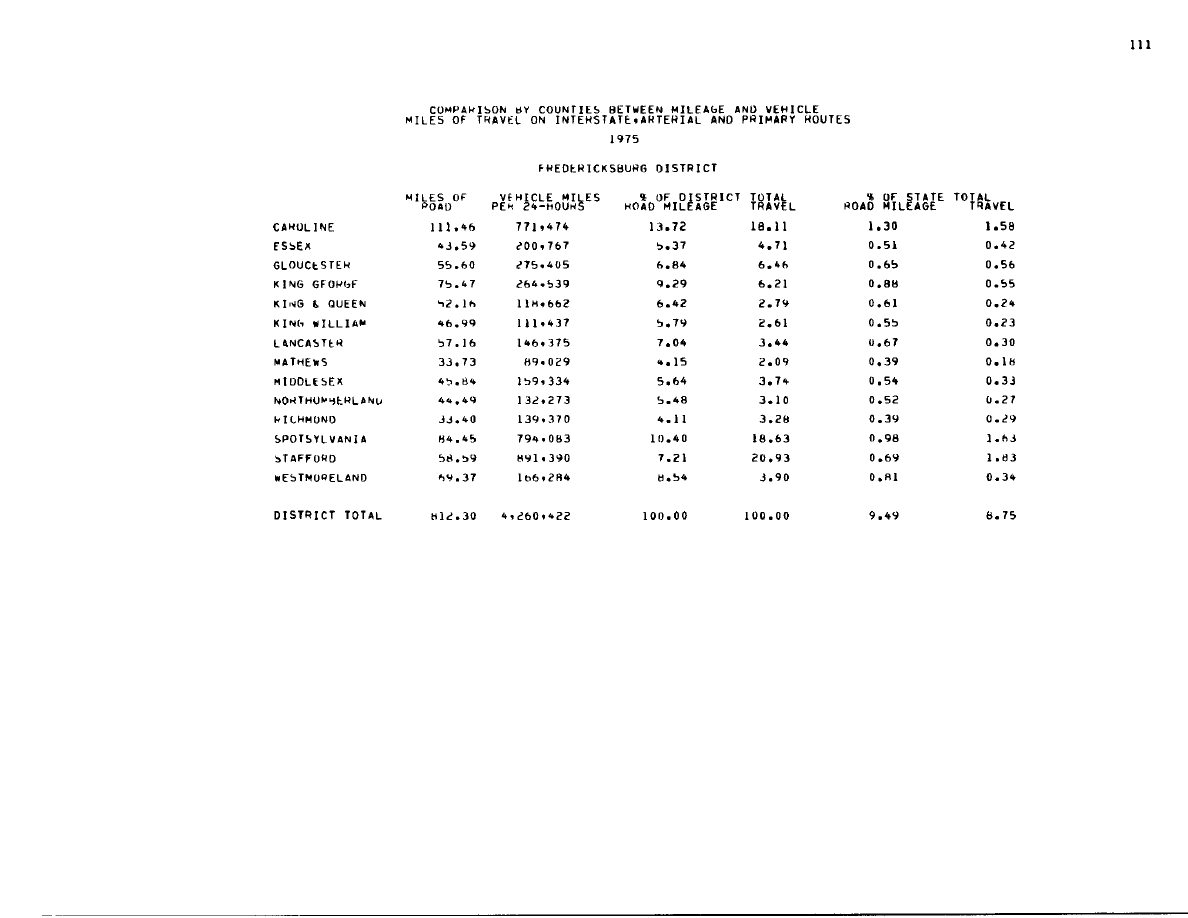 111
COMPARISON BY COUNTIES BETWEEN MILEAGE AND VEHICLE
MILES OF TRAVEL ON INTERSTATE,ARTERIAL AND PRIMARY ROUTES
1975
FREDERICKSBURG DISTRICT
MILES OF VEHICLE MILES % OF DISTRICT TOTAL % OF STATE TOTAL
ROAD PER 24-HOURS ROAD MILEAGE TRAVEL ROAD MILEAGE TRAVEL
CAROLINE 111.46 771,474 13.72 18.11 1.30 1.58
ESSEX 43.59 200,767 5.37 4.71 0.51 0.42
GLOUCESTER 55.60 275,405 6.84 6.46 0.65 0.56
KING GEORGE 75.47 264,539 9.29 6.21 0.88 0.55
KING & QUEEN 52.16 118,662 6.42 2.79 0.61 0.24
KING WILLIAM 46.99 111,437 5.79 2.61 0.55 0.23
LANCASTER 57.16 146,375 7.04 3.44 0.67 0.30
MATHEWS 33.73 89,029 4.15 2.09 0.39 0.18
MIDDLESEX 45.84 159,334 5.64 3.74 0.54 0.33
NORTHUMBERLAND 44.49 132,273 5.48 3.10 0.52 0.27
RICHMOND 33.40 139,370 4.11 3.28 0.39 0.29
SPOTSYLVANIA 84.45 794,083 10.40 18.63 0.98 1.63
STAFFORD 58.59 891,390 7.21 20.93 0.69 1.83
WESTMORELAND 69.37 166,284 8.54 3.90 0.81 0.34
DISTRICT TOTAL 812.30 4,260,422 100.00 100.00 9.49 8.75